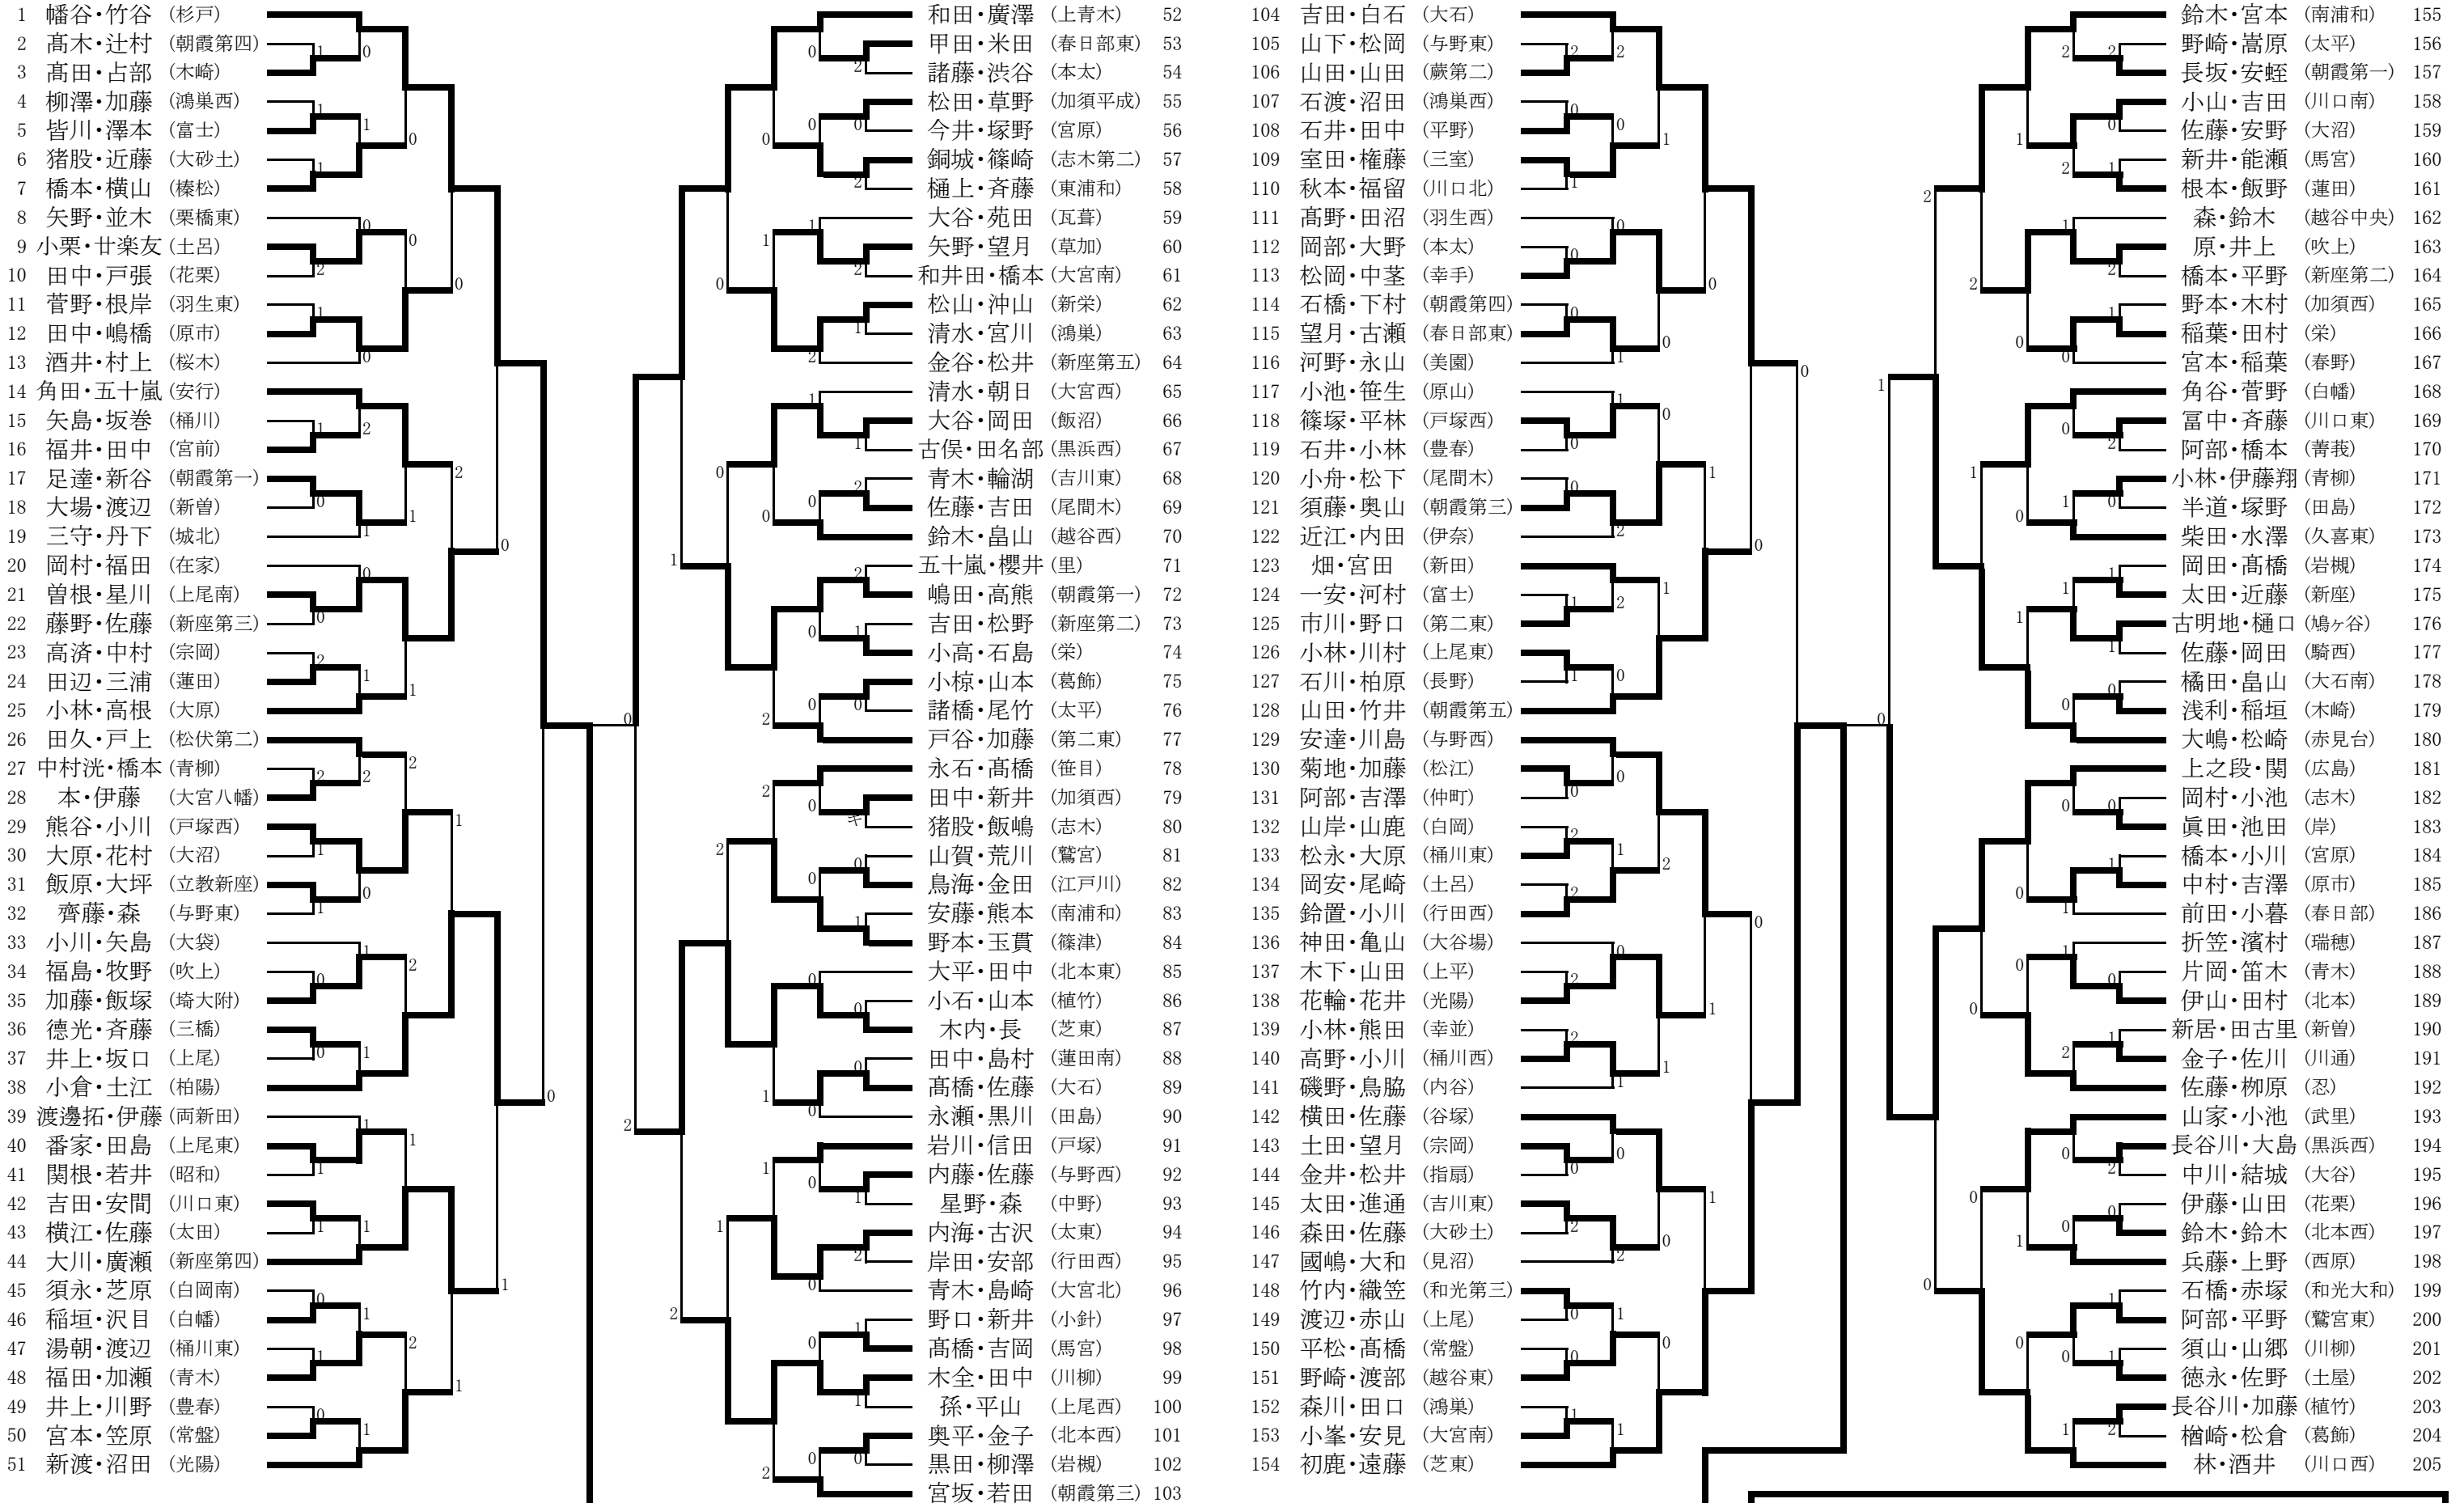 1 幡谷・竹谷 (杉戸)
2 髙木・辻村 (朝霞第四)
3 髙田・占部 (木崎)
4 柳澤・加藤 (鴻巣西)
5 皆川・澤本 (富士)
6 猪股・近藤 (大砂土)
7 橋本・横山 (榛松)
8 矢野・並木 (栗橋東)
9 小栗・廿楽友 (土呂)
10 田中・戸張 (花栗)
11 菅野・根岸 (羽生東)
12 田中・嶋橋 (原市)
13 酒井・村上 (桜木)
14 角田・五十嵐 (安行)
15 矢島・坂巻 (桶川)
16 福井・田中 (宮前)
17 足達・新谷 (朝霞第一)
18 大場・渡辺 (新曽)
19 三守・丹下 (城北)
20 岡村・福田 (在家)
21 曽根・星川 (上尾南)
22 藤野・佐藤 (新座第三)
23 高済・中村 (宗岡)
24 田辺・三浦 (蓮田)
25 小林・高根 (大原)
26 田久・戸上 (松伏第二)
27 中村洸・橋本 (青柳)
28 本・伊藤 (大宮八幡)
29 熊谷・小川 (戸塚西)
30 大原・花村 (大沼)
31 飯原・大坪 (立教新座)
32 齊藤・森 (与野東)
33 小川・矢島 (大袋)
34 福島・牧野 (吹上)
35 加藤・飯塚 (埼大附)
36 德光・斉藤 (三橋)
37 井上・坂口 (上尾)
38 小倉・土江 (柏陽)
39 渡邊拓・伊藤 (両新田)
40 番家・田島 (上尾東)
41 関根・若井 (昭和)
42 吉田・安間 (川口東)
43 横江・佐藤 (太田)
44 大川・廣瀬 (新座第四)
45 須永・芝原 (白岡南)
46 稲垣・沢目 (白幡)
47 湯朝・渡辺 (桶川東)
48 福田・加瀬 (青木)
49 井上・川野 (豊春)
50 宮本・笠原 (常盤)
51 新渡・沼田 (光陽)
和田・廣澤 (上青木) 52
甲田・米田 (春日部東) 53
諸藤・渋谷 (本太) 54
松田・草野 (加須平成) 55
今井・塚野 (宮原) 56
銅城・篠崎 (志木第二) 57
樋上・斉藤 (東浦和) 58
大谷・苑田 (瓦葺) 59
矢野・望月 (草加) 60
和井田・橋本 (大宮南) 61
松山・沖山 (新栄) 62
清水・宮川 (鴻巣) 63
金谷・松井 (新座第五) 64
清水・朝日 (大宮西) 65
大谷・岡田 (飯沼) 66
古俣・田名部 (黒浜西) 67
青木・輪湖 (吉川東) 68
佐藤・吉田 (尾間木) 69
鈴木・畠山 (越谷西) 70
五十嵐・櫻井 (里) 71
嶋田・高熊 (朝霞第一) 72
吉田・松野 (新座第二) 73
小高・石島 (栄) 74
小椋・山本 (葛飾) 75
諸橋・尾竹 (太平) 76
戸谷・加藤 (第二東) 77
永石・髙橋 (笹目) 78
田中・新井 (加須西) 79
猪股・飯嶋 (志木) 80
山賀・荒川 (鷲宮) 81
鳥海・金田 (江戸川) 82
安藤・熊本 (南浦和) 83
野本・玉貫 (篠津) 84
大平・田中 (北本東) 85
小石・山本 (植竹) 86
木内・長 (芝東) 87
田中・島村 (蓮田南) 88
髙橋・佐藤 (大石) 89
永瀬・黒川 (田島) 90
岩川・信田 (戸塚) 91
内藤・佐藤 (与野西) 92
星野・森 (中野) 93
内海・古沢 (太東) 94
岸田・安部 (行田西) 95
青木・島崎 (大宮北) 96
野口・新井 (小針) 97
髙橋・吉岡 (馬宮) 98
木全・田中 (川柳) 99
孫・平山 (上尾西) 100
奥平・金子 (北本西) 101
黒田・柳澤 (岩槻) 102
宮坂・若田 (朝霞第三) 103
104 吉田・白石 (大石)
105 山下・松岡 (与野東)
106 山田・山田 (蕨第二)
107 石渡・沼田 (鴻巣西)
108 石井・田中 (平野)
109 室田・権藤 (三室)
110 秋本・福留 (川口北)
111 髙野・田沼 (羽生西)
112 岡部・大野 (本太)
113 松岡・中茎 (幸手)
114 石橋・下村 (朝霞第四)
115 望月・古瀬 (春日部東)
116 河野・永山 (美園)
117 小池・笹生 (原山)
118 篠塚・平林 (戸塚西)
119 石井・小林 (豊春)
120 小舟・松下 (尾間木)
121 須藤・奥山 (朝霞第三)
122 近江・内田 (伊奈)
123 畑・宮田 (新田)
124 一安・河村 (富士)
125 市川・野口 (第二東)
126 小林・川村 (上尾東)
127 石川・柏原 (長野)
128 山田・竹井 (朝霞第五)
129 安達・川島 (与野西)
130 菊地・加藤 (松江)
131 阿部・吉澤 (仲町)
132 山岸・山鹿 (白岡)
133 松永・大原 (桶川東)
134 岡安・尾崎 (土呂)
135 鈴置・小川 (行田西)
136 神田・亀山 (大谷場)
137 木下・山田 (上平)
138 花輪・花井 (光陽)
139 小林・熊田 (幸並)
140 高野・小川 (桶川西)
141 磯野・鳥脇 (内谷)
142 横田・佐藤 (谷塚)
143 土田・望月 (宗岡)
144 金井・松井 (指扇)
145 太田・進通 (吉川東)
146 森田・佐藤 (大砂土)
147 國嶋・大和 (見沼)
148 竹内・織笠 (和光第三)
149 渡辺・赤山 (上尾)
150 平松・髙橋 (常盤)
151 野崎・渡部 (越谷東)
152 森川・田口 (鴻巣)
153 小峯・安見 (大宮南)
154 初鹿・遠藤 (芝東)
鈴木・宮本 (南浦和) 155
野崎・嵩原 (太平) 156
長坂・安蛭 (朝霞第一) 157
小山・吉田 (川口南) 158
佐藤・安野 (大沼) 159
新井・能瀬 (馬宮) 160
根本・飯野 (蓮田) 161
森・鈴木 (越谷中央) 162
原・井上 (吹上) 163
橋本・平野 (新座第二) 164
野本・木村 (加須西) 165
稲葉・田村 (栄) 166
宮本・稲葉 (春野) 167
角谷・菅野 (白幡) 168
冨中・斉藤 (川口東) 169
阿部・橋本 (菁莪) 170
小林・伊藤翔 (青柳) 171
半道・塚野 (田島) 172
柴田・水澤 (久喜東) 173
岡田・髙橋 (岩槻) 174
太田・近藤 (新座) 175
古明地・樋口 (鳩ヶ谷) 176
佐藤・岡田 (騎西) 177
橘田・畠山 (大石南) 178
浅利・稲垣 (木崎) 179
大嶋・松崎 (赤見台) 180
上之段・関 (広島) 181
岡村・小池 (志木) 182
眞田・池田 (岸) 183
橋本・小川 (宮原) 184
中村・吉澤 (原市) 185
前田・小暮 (春日部) 186
折笠・濱村 (瑞穂) 187
片岡・笛木 (青木) 188
伊山・田村 (北本) 189
新居・田古里 (新曽) 190
金子・佐川 (川通) 191
佐藤・栁原 (忍) 192
山家・小池 (武里) 193
長谷川・大島 (黒浜西) 194
中川・結城 (大谷) 195
伊藤・山田 (花栗) 196
鈴木・鈴木 (北本西) 197
兵藤・上野 (西原) 198
石橋・赤塚 (和光大和) 199
阿部・平野 (鷲宮東) 200
須山・山郷 (川柳) 201
徳永・佐野 (土屋) 202
長谷川・加藤 (植竹) 203
楢崎・松倉 (葛飾) 204
林・酒井 (川口西) 205